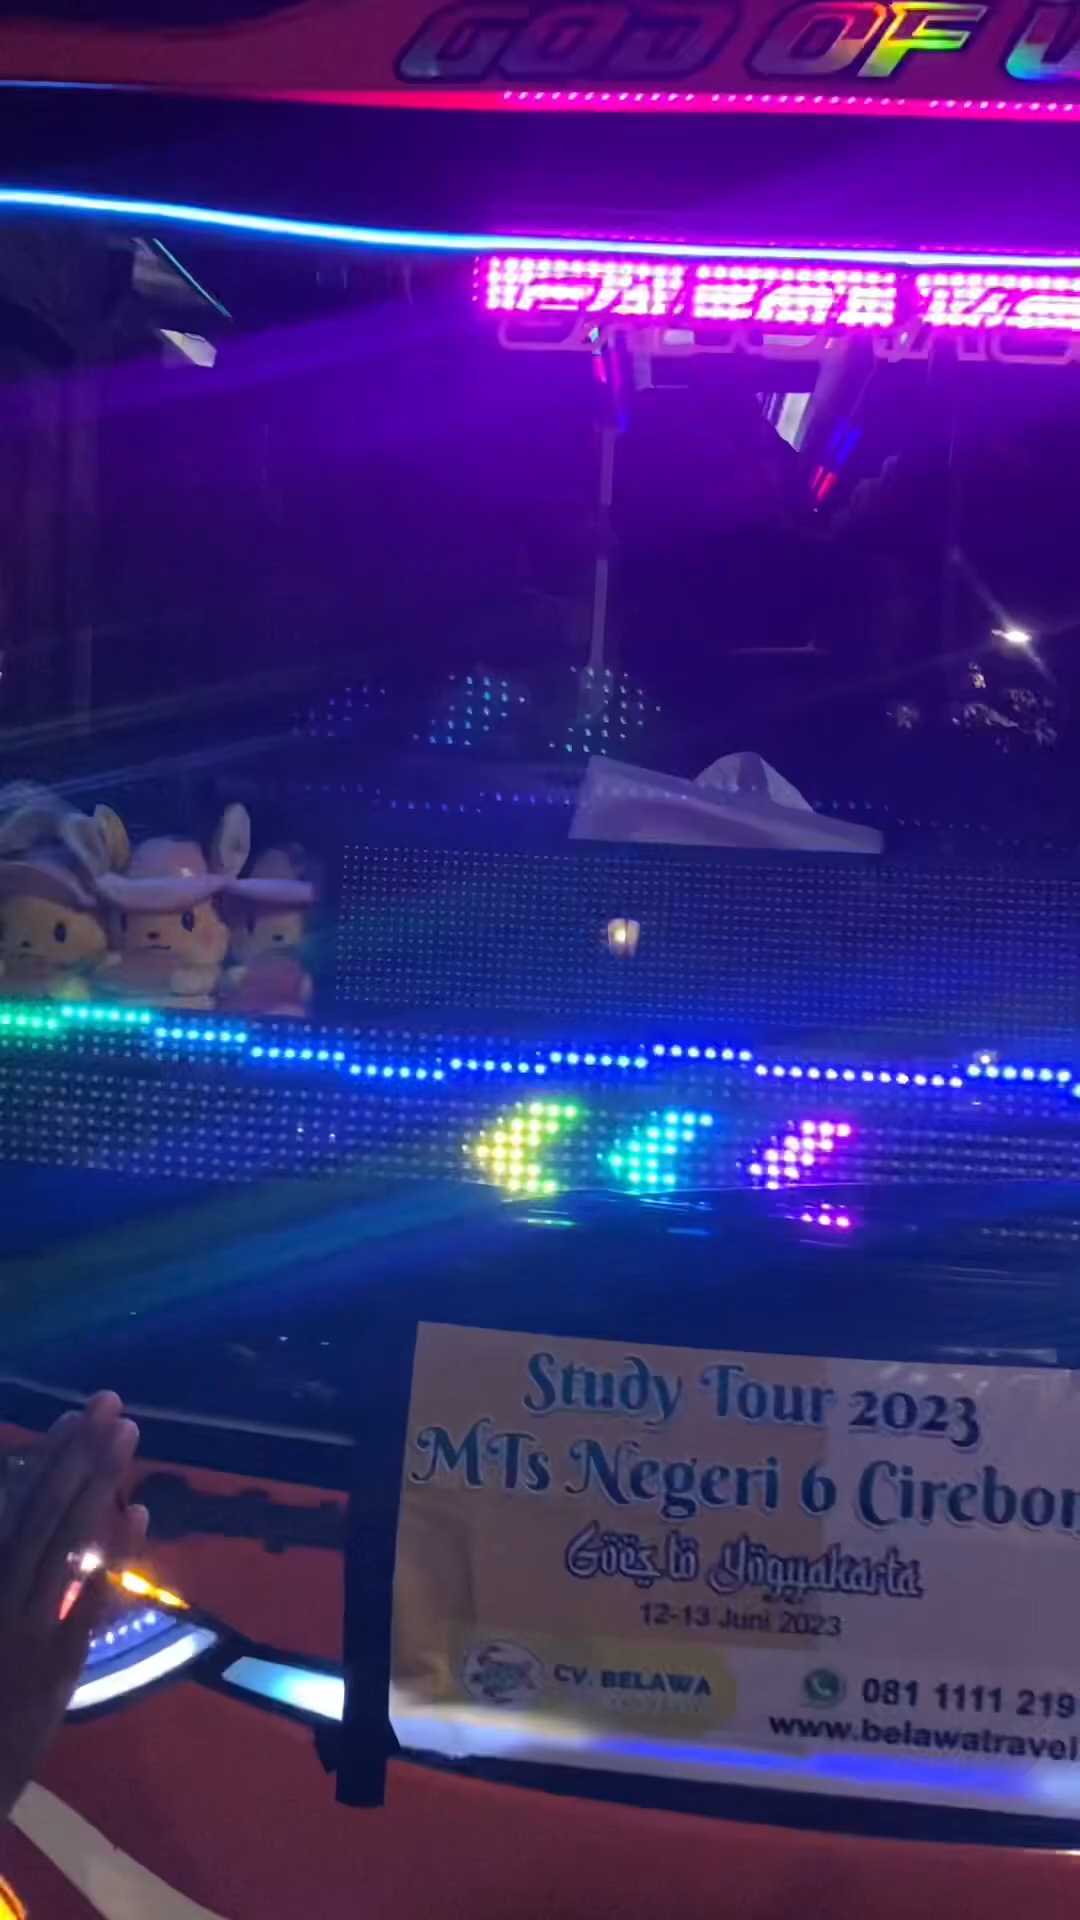 GOD OF
Study Tour 2023
MTs Negeri 6 Cirebon
Goes to Yogyakarta
12-13 Juni 2023
CV. BELAWA
081 1111 219
www.belawatravel